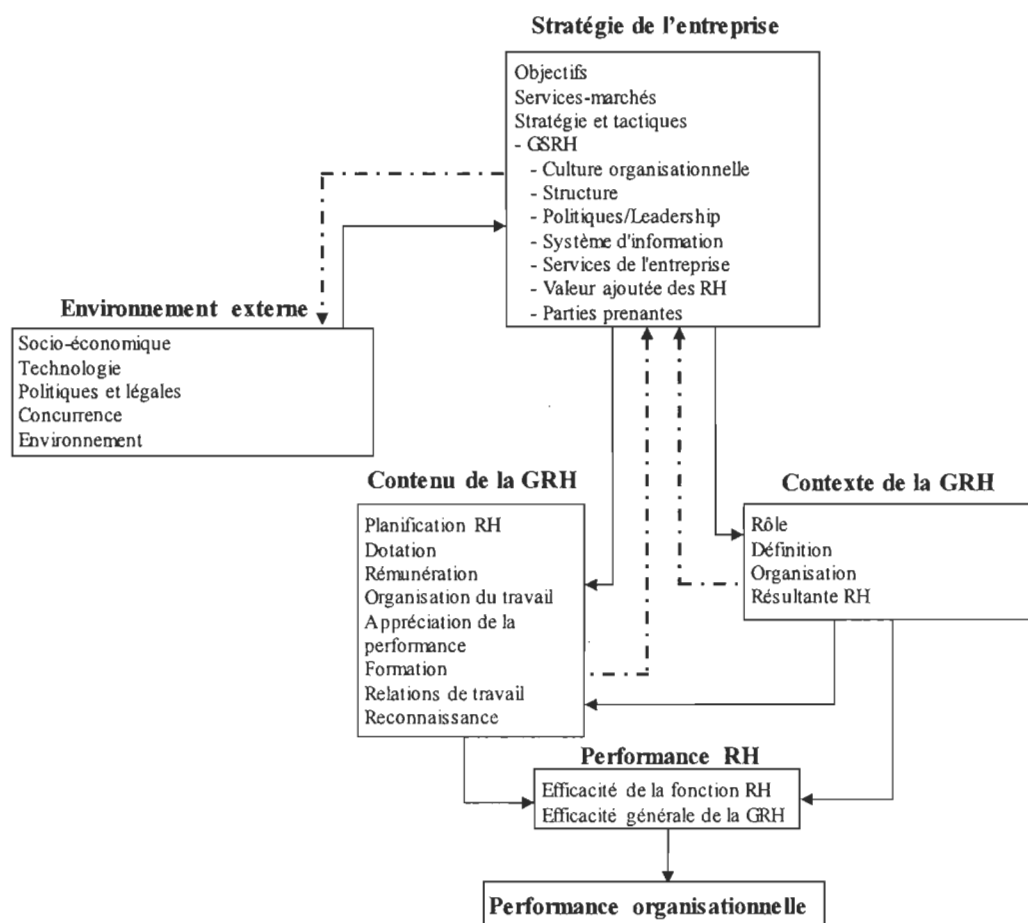 Stratégie de l'entreprise
Objectifs
Services-marchés
Stratégie et tactiques
- GSRH
- Culture organisationnelle
- Structure
- Politiques/Leadership
- Système d'information
- Services de l'entreprise
- Valeur ajoutée des RH
- Parties prenantes
Environnement externe
Socio-économique
Technologie
Politiques et légales
Concurrence
Environnement
Contenu de la GRH
Planification RH
Dotation
Rémunération
Organisation du travail
Appréciation de la
performance
Formation
Relations de travail
Reconnaissance
Contexte de la GRH
Rôle
Définition
Organisation
Résultante RH
Performance RH
Efficacité de la fonction RH
Efficacité générale de la GRH
Performance organisationnelle